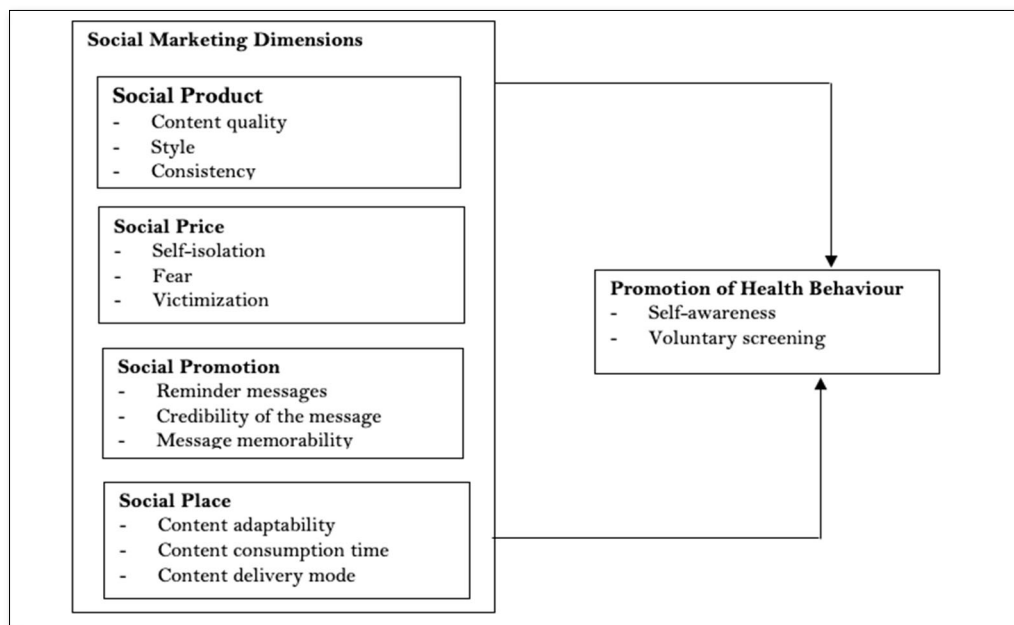 Social Marketing Dimensions
Social Product
- Content quality
- Style
- Consistency
Social Price
- Self-isolation
- Fear
- Victimization
Social Promotion
- Reminder messages
- Credibility of the message
- Message memorability
Social Place
- Content adaptability
- Content consumption time
- Content delivery mode
Promotion of Health Behaviour
- Self-awareness
- Voluntary screening